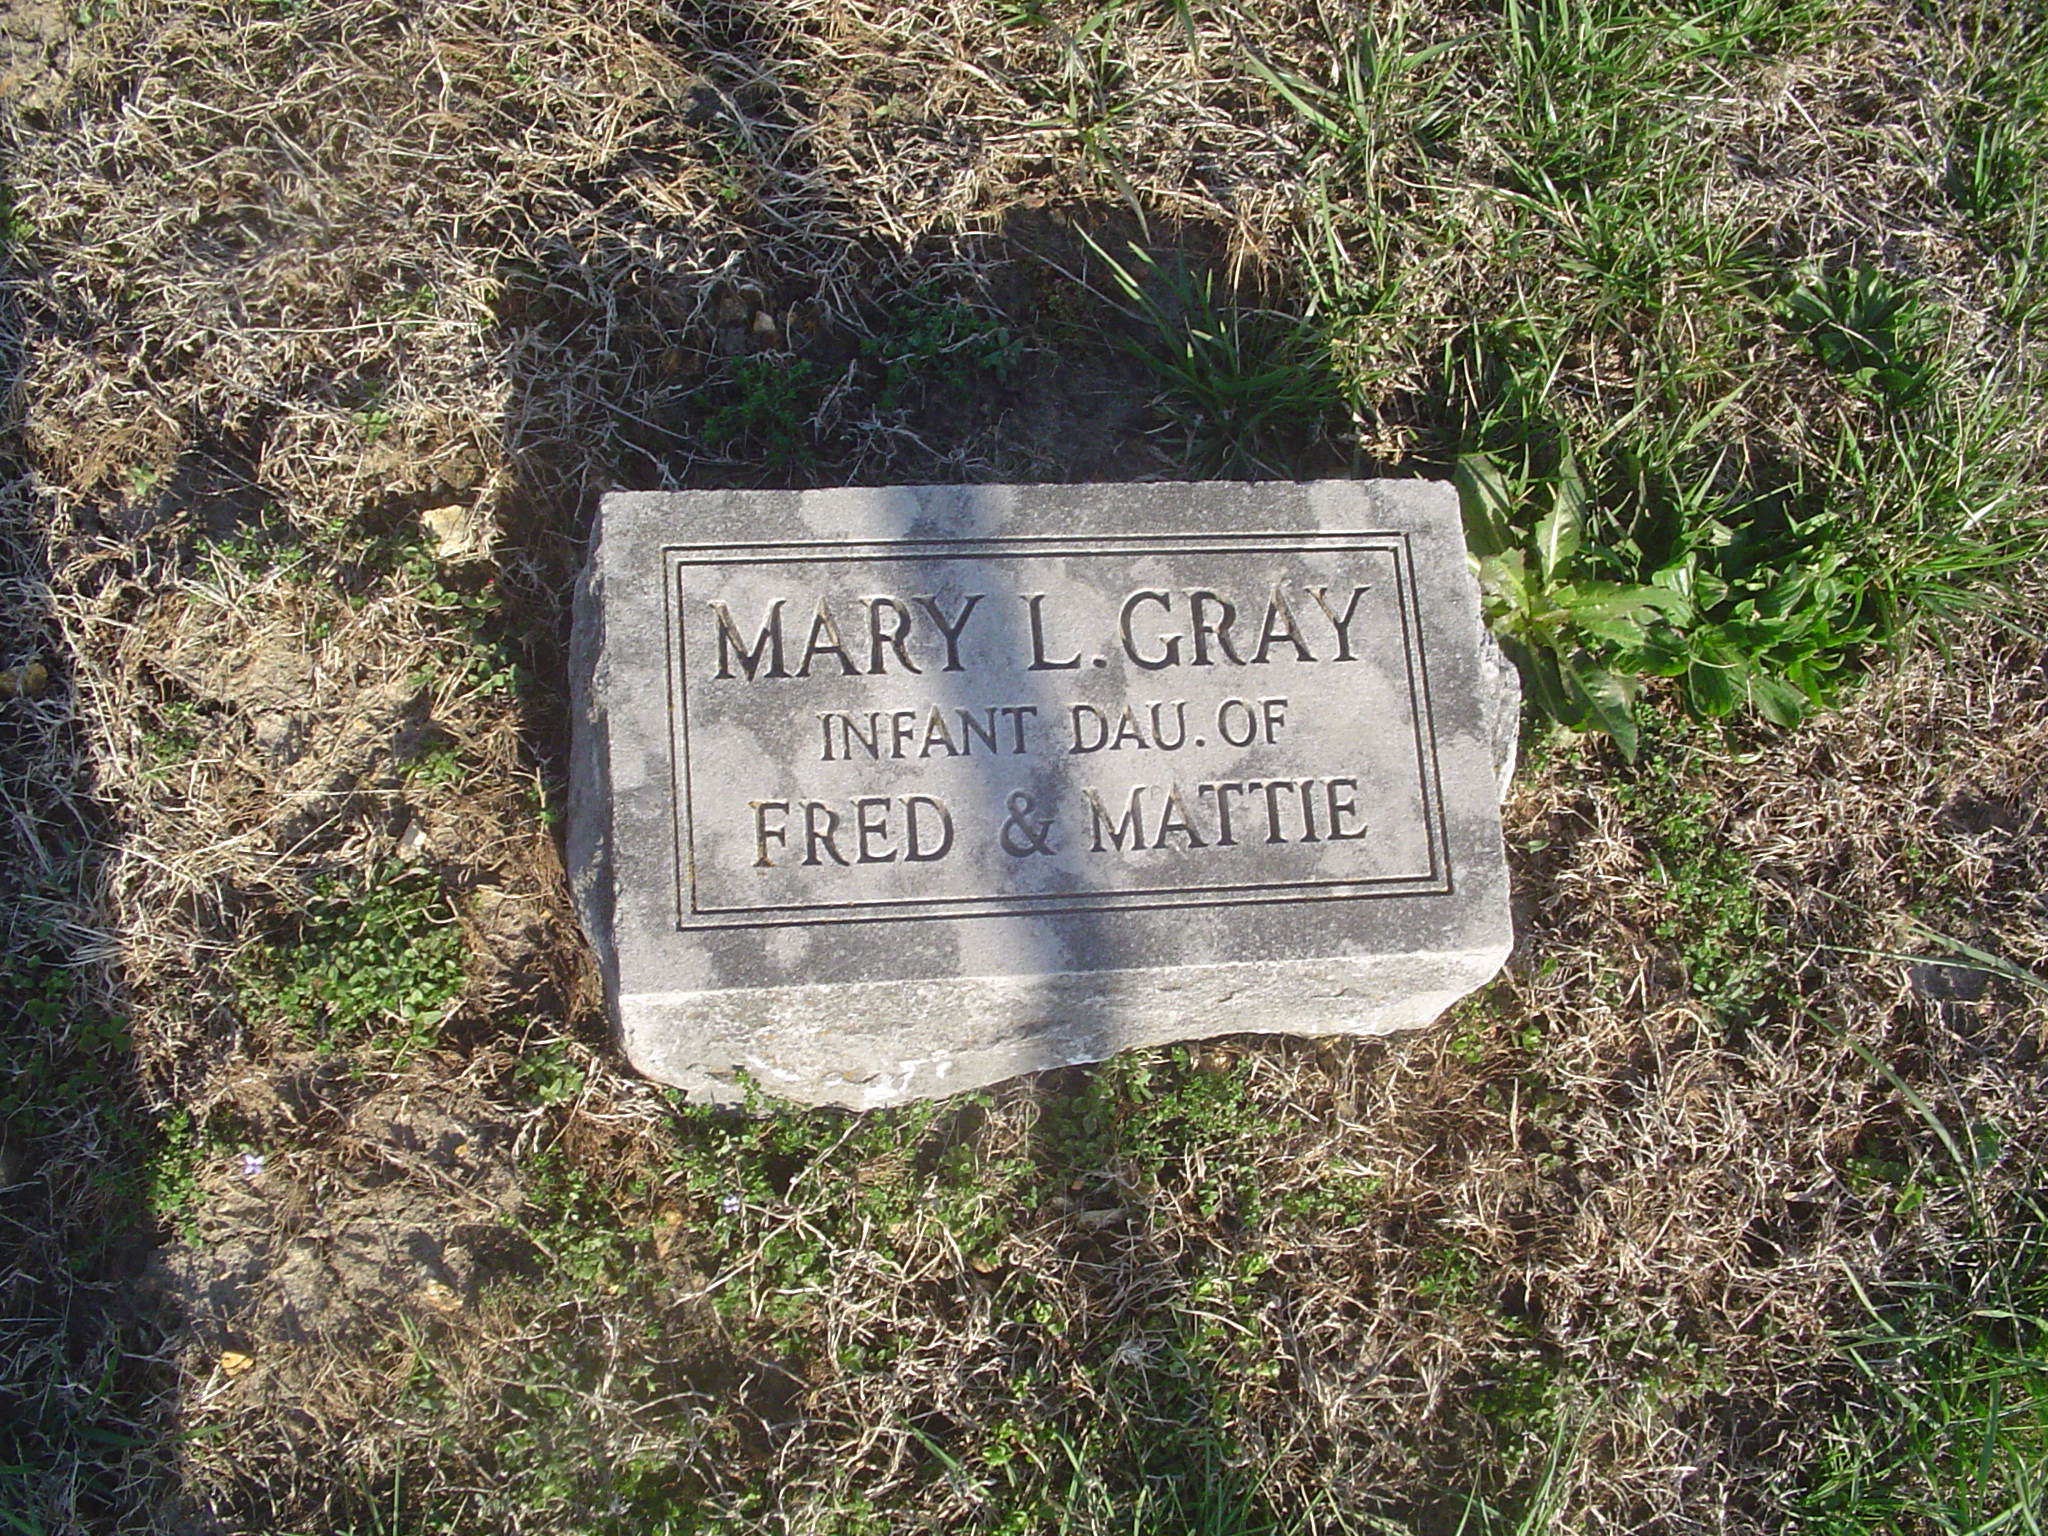 MARY L. GRAY
INFANT DAU. OF
FRED & MATTIE